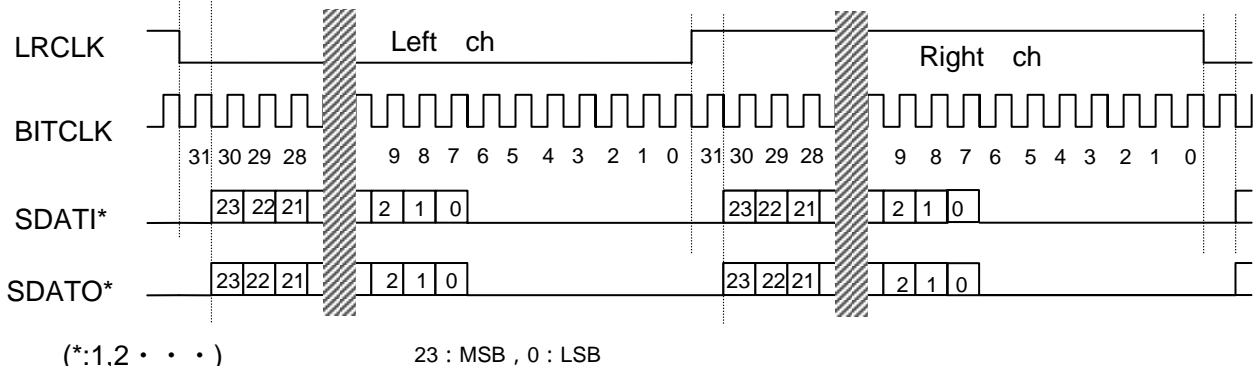 LRCLK Left ch Right ch
BITCLK
31 30 29 28 9 8 7 6 5 4 3 2 1 0 31 30 29 28 9 8 7 6 5 4 3 2 1 0
SDATI* 23 22 21 2 1 0 23 22 21 2 1 0
SDATO* 23 22 21 2 1 0 23 22 21 2 1 0
(*:1,2・・・) 23 : MSB , 0 : LSB